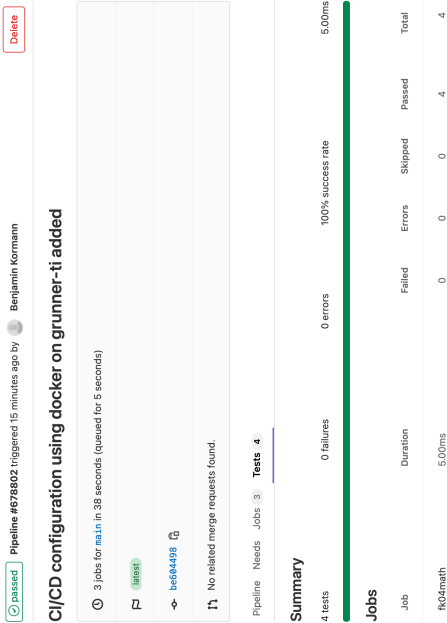 passed Pipeline #678802 triggered 15 minutes ago by Benjamin Kormann Delete
CI/CD configuration using docker on grunner-ti added
3 jobs for main in 38 seconds (queued for 5 seconds)
latest
be604498
No related merge requests found.
Pipeline Needs Jobs 3 Tests 4
Summary
4 tests 0 failures 0 errors 100% success rate 5.00ms
Jobs
Job Duration Failed Errors Skipped Passed Total
fk04math 5.00ms 0 0 0 4 4